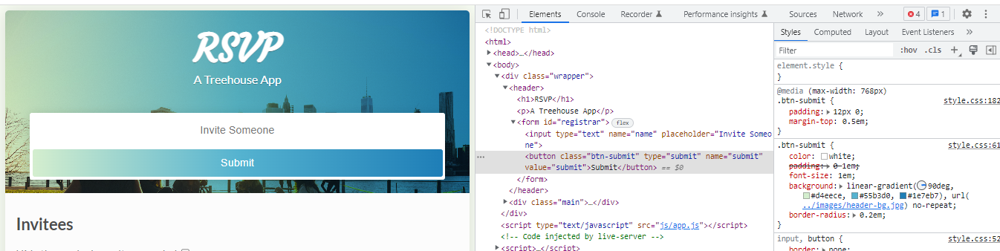 RSVP
A Treehouse App
Invite Someone
Submit
Invitees
Elements Console Recorder Performance insights Sources Network » 4 1
<!DOCTYPE html>
<html>
<head>…</head>
<body>
<div class="wrapper">
<header>
<h1>RSVP</h1>
<p>A Treehouse App</p>
<form id="registrar"> flex
<input type="text" name="name" placeholder="Invite Someo
ne">
<button class="btn-submit" type="submit" name="submit"
value="submit">Submit</button> == $0
</form>
</header>
<div class="main">…</div>
</div>
<script type="text/javascript" src="js/app.js"></script>
<!-- Code injected by live-server -->
<script>…</script>
Styles Computed Layout Event Listeners »
Filter :hov .cls +
element.style {
}
@media (max-width: 768px)
.btn-submit { style.css:182
padding: 12px 0;
margin-top: 0.5em;
}
.btn-submit { style.css:61
color: white;
padding: 0 1em;
font-size: 1em;
background: linear-gradient(90deg,
#d4eece, #55b3d0, #1e7eb7), url(
../images/header-bg.jpg) no-repeat;
border-radius: 0.2em;
}
input, button { style.css:52
border: none;